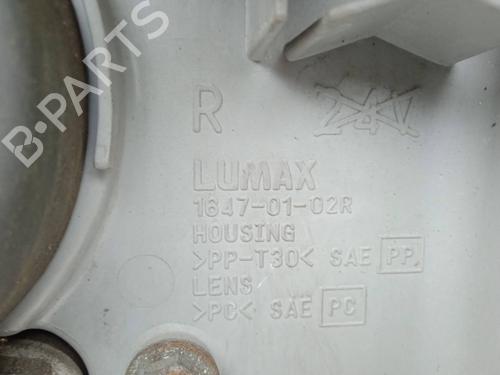 B-PARTS
R 24V
LUMAX
1647-01-02R
HOUSING
>PP-T30< SAE PP
LENS
>PC< SAE PC